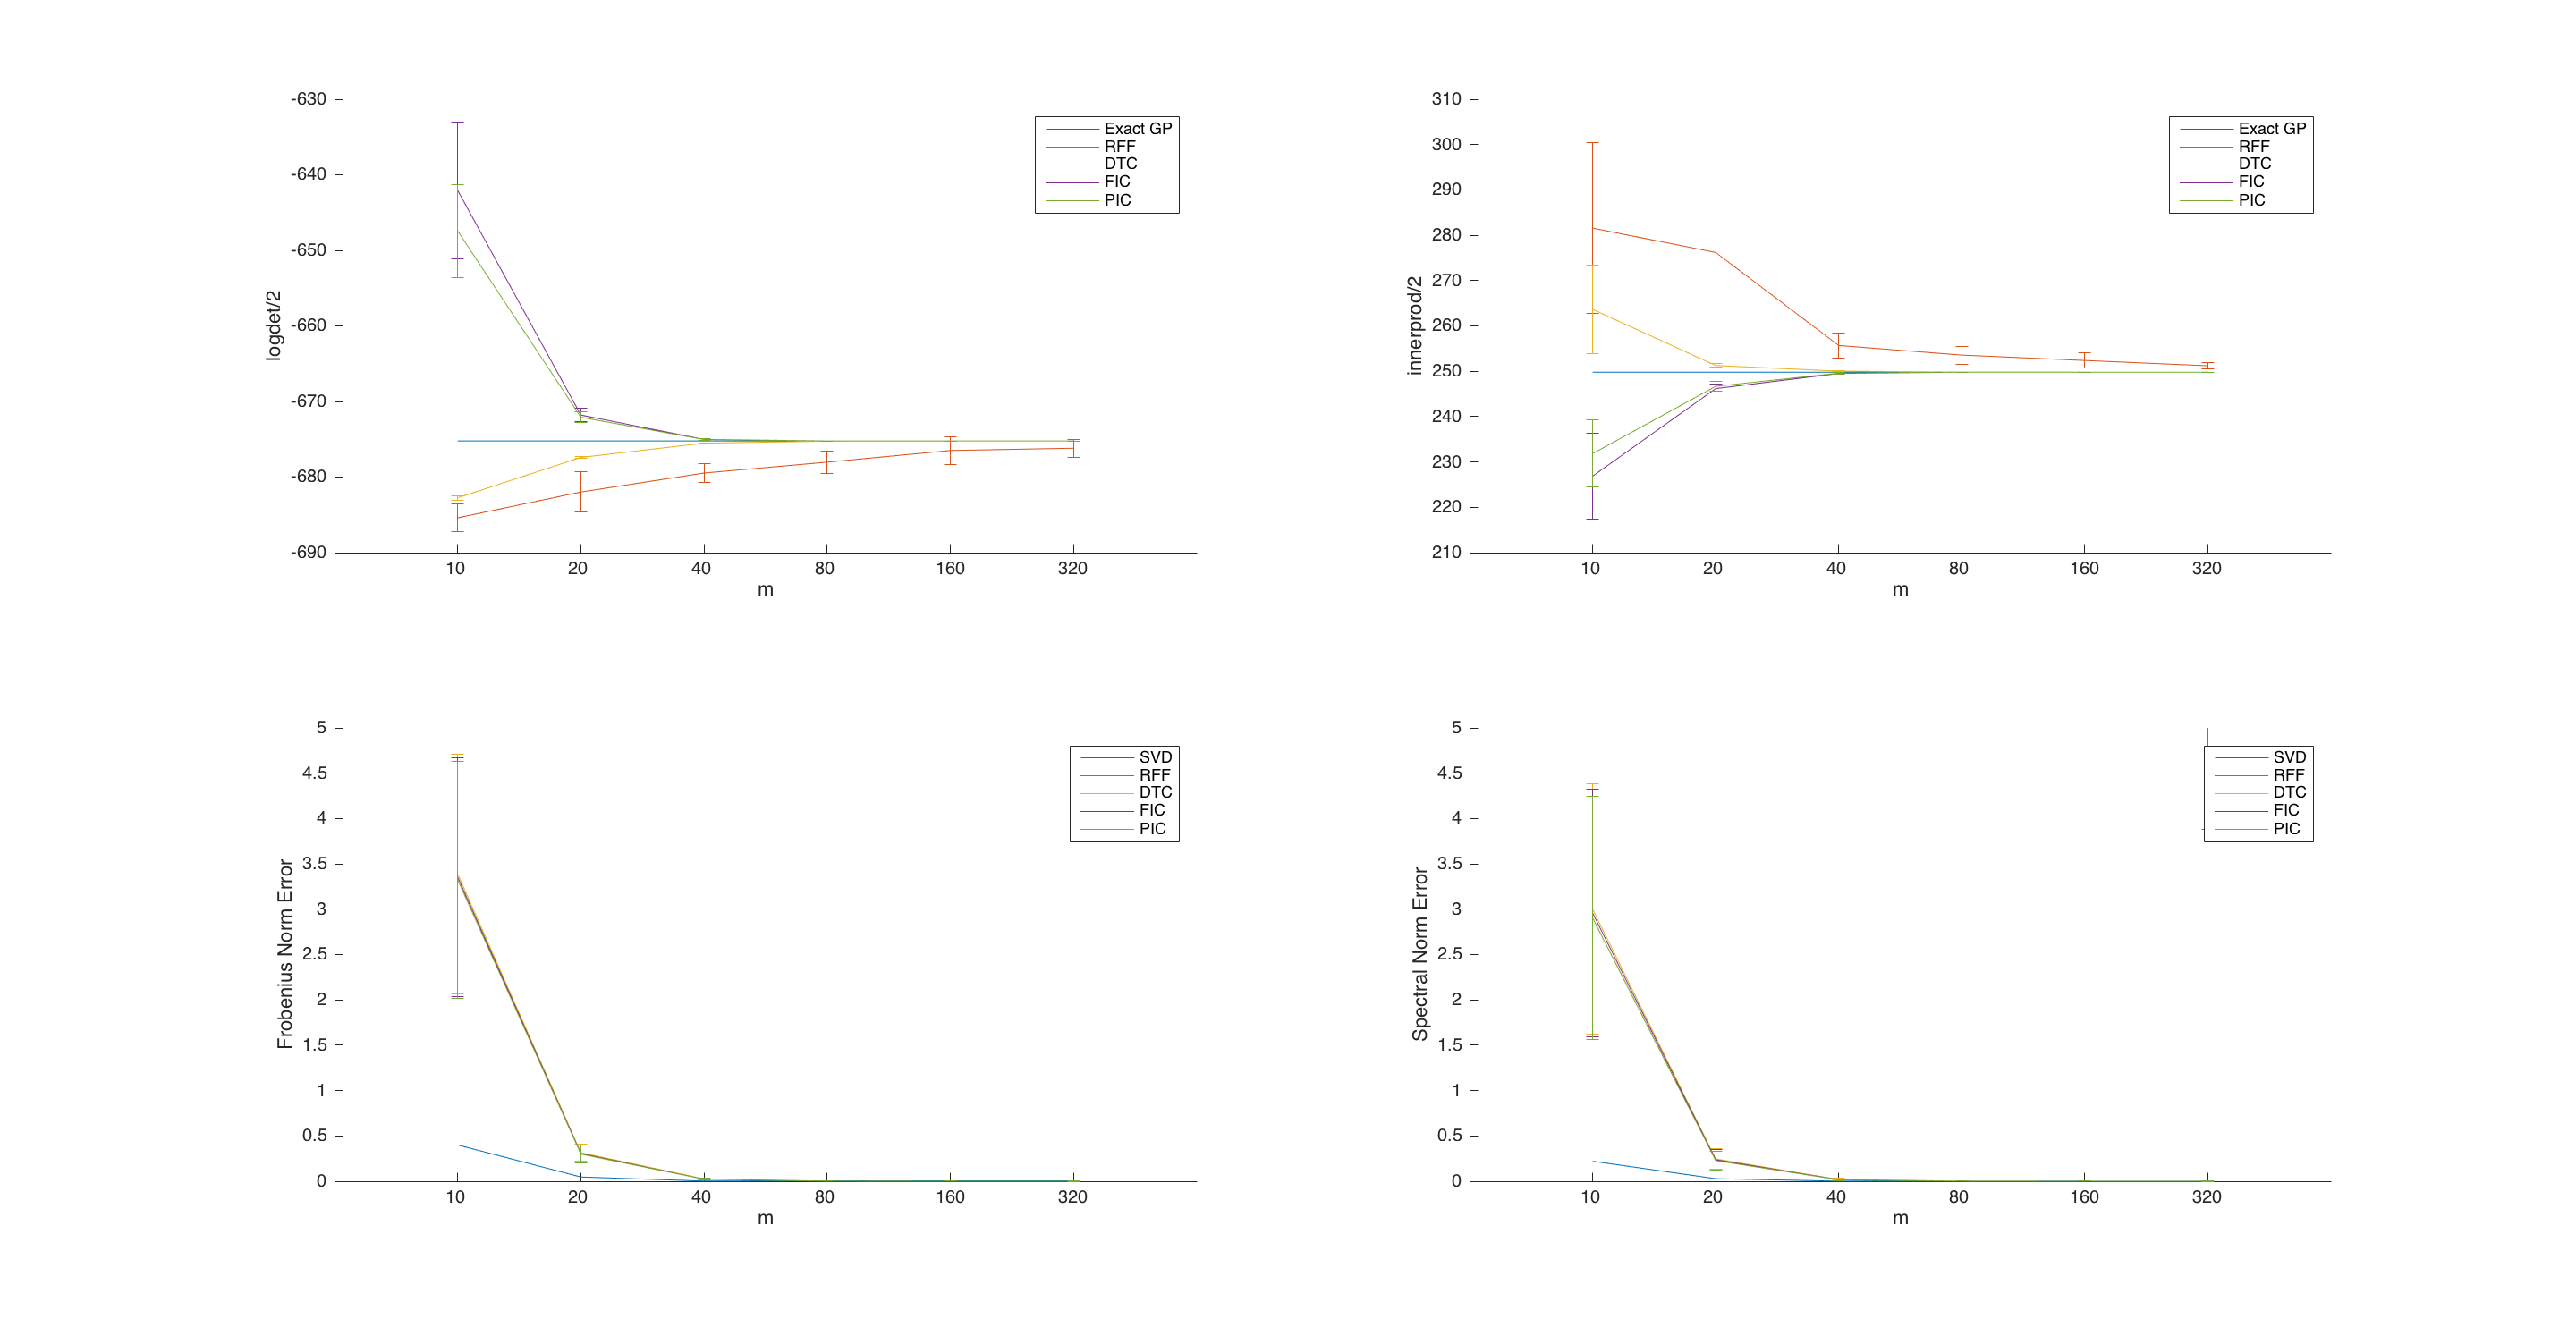 -630
-640
-650
-660
-670
-680
-690
logdet/2
10 20 40 80 160 320
m
Exact GP
RFF
DTC
FIC
PIC
310
300
290
280
270
260
250
240
230
220
210
innerprod/2
10 20 40 80 160 320
m
Exact GP
RFF
DTC
FIC
PIC
5
4.5
4
3.5
3
2.5
2
1.5
1
0.5
0
Frobenius Norm Error
10 20 40 80 160 320
m
SVD
RFF
DTC
FIC
PIC
5
4.5
4
3.5
3
2.5
2
1.5
1
0.5
0
Spectral Norm Error
10 20 40 80 160 320
m
SVD
RFF
DTC
FIC
PIC